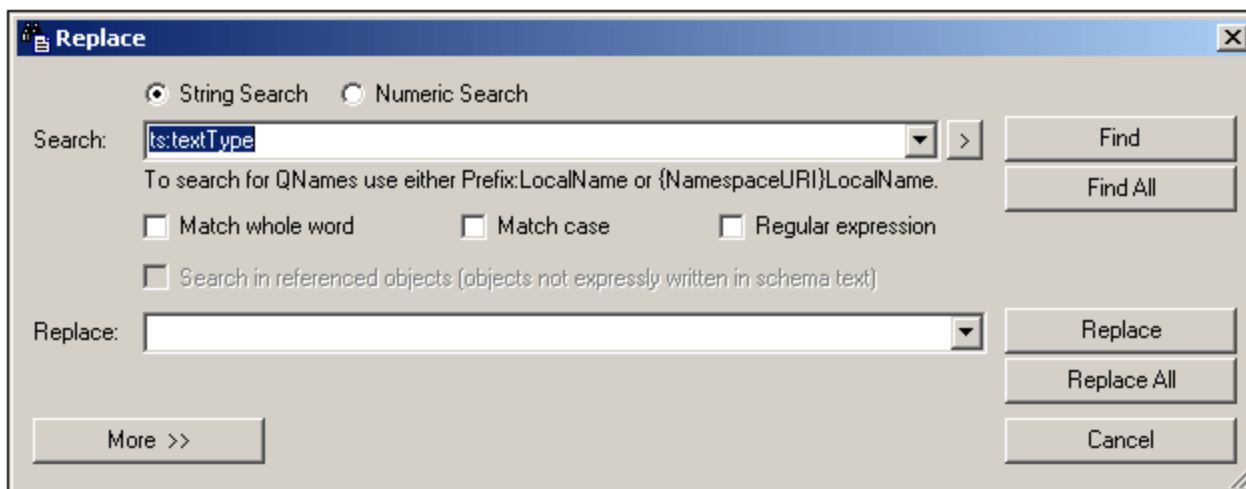 Replace
String Search Numeric Search
Search: ts:textType > Find
To search for QNames use either Prefix:LocalName or {NamespaceURI}LocalName.
Find All
Match whole word Match case Regular expression
Search in referenced objects (objects not expressly written in schema text)
Replace: Replace
Replace All
More >> Cancel